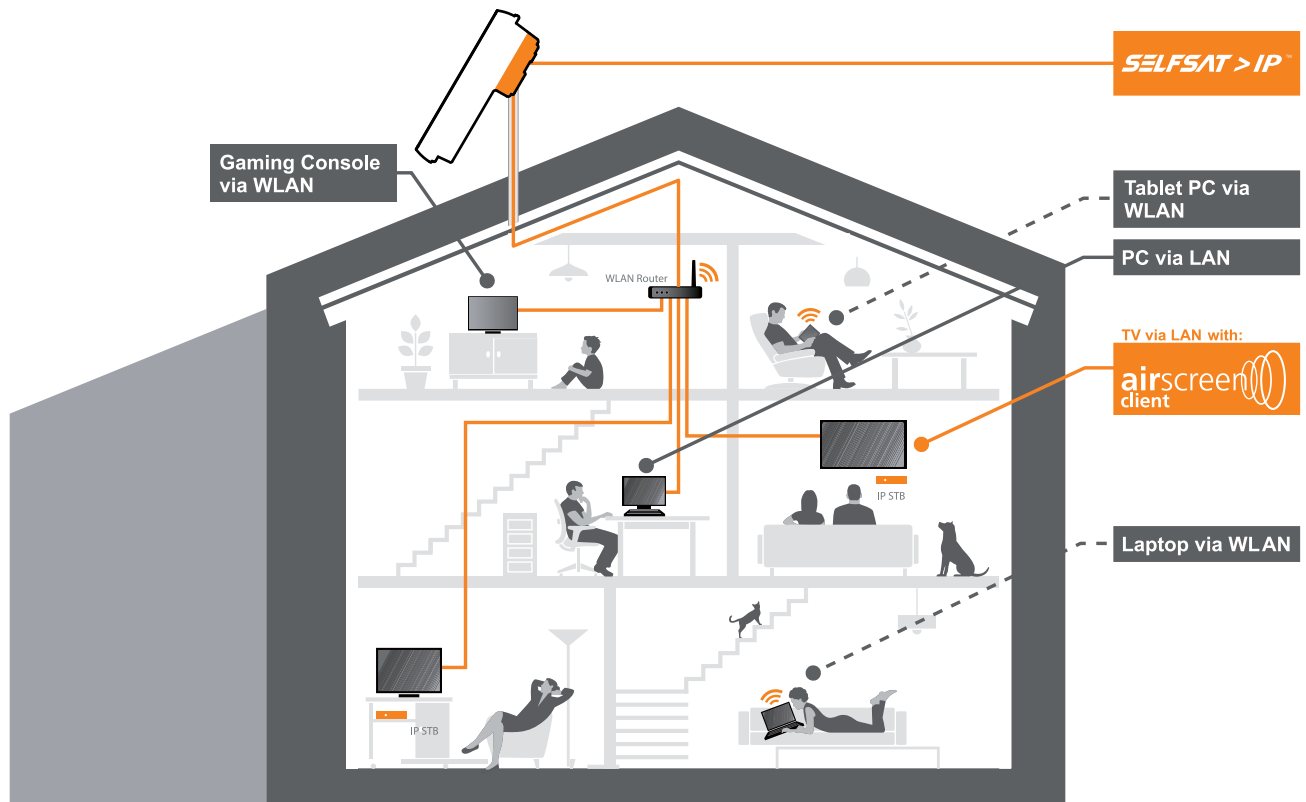 SELFSAT > IP™
Gaming Console
via WLAN
Tablet PC via
WLAN
PC via LAN
WLAN Router
TV via LAN with:
airscreen
client
IP STB
Laptop via WLAN
IP STB